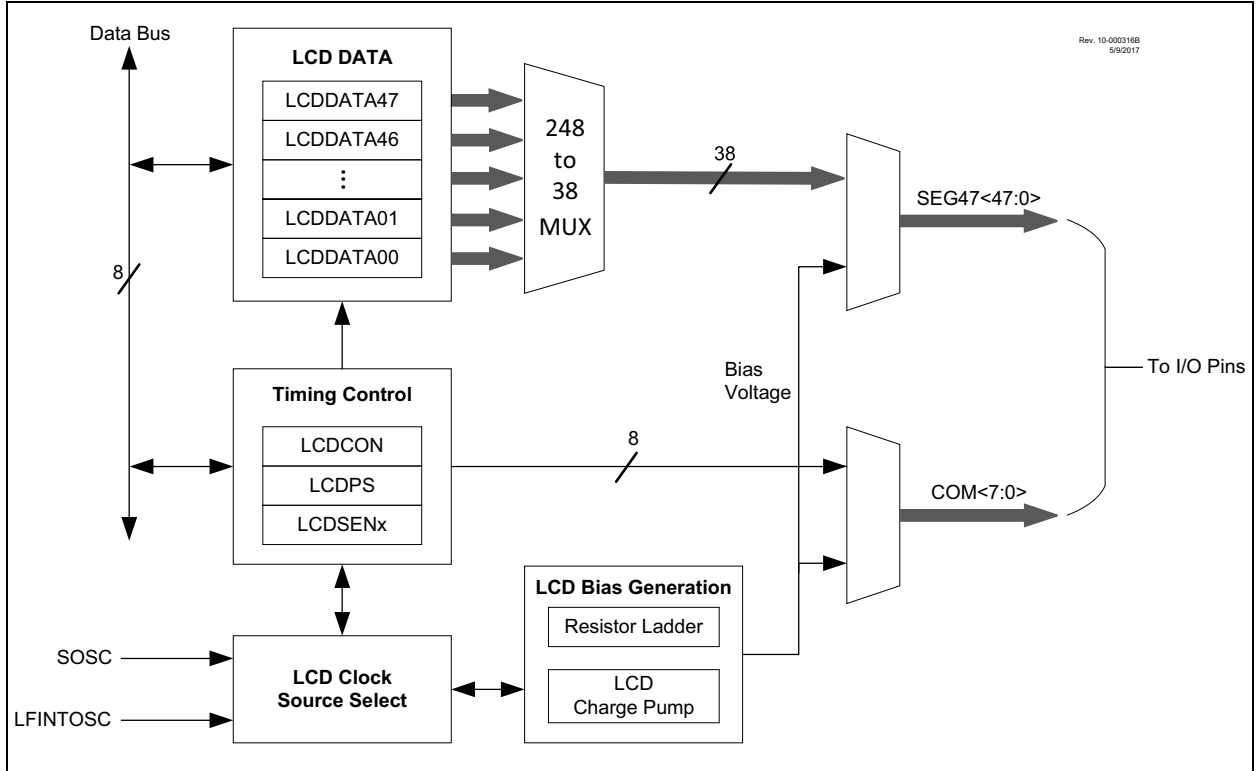 Data Bus
Rev. 10-000316B
5/9/2017
LCD DATA
LCDDATA47
LCDDATA46
⋮
LCDDATA01
LCDDATA00
248
to
38
MUX
38
SEG47<47:0>
8
To I/O Pins
Bias
Voltage
Timing Control
LCDCON
LCDPS
LCDSENx
8
COM<7:0>
LCD Bias Generation
Resistor Ladder
LCD
Charge Pump
SOSC
LFINTOSC
LCD Clock
Source Select